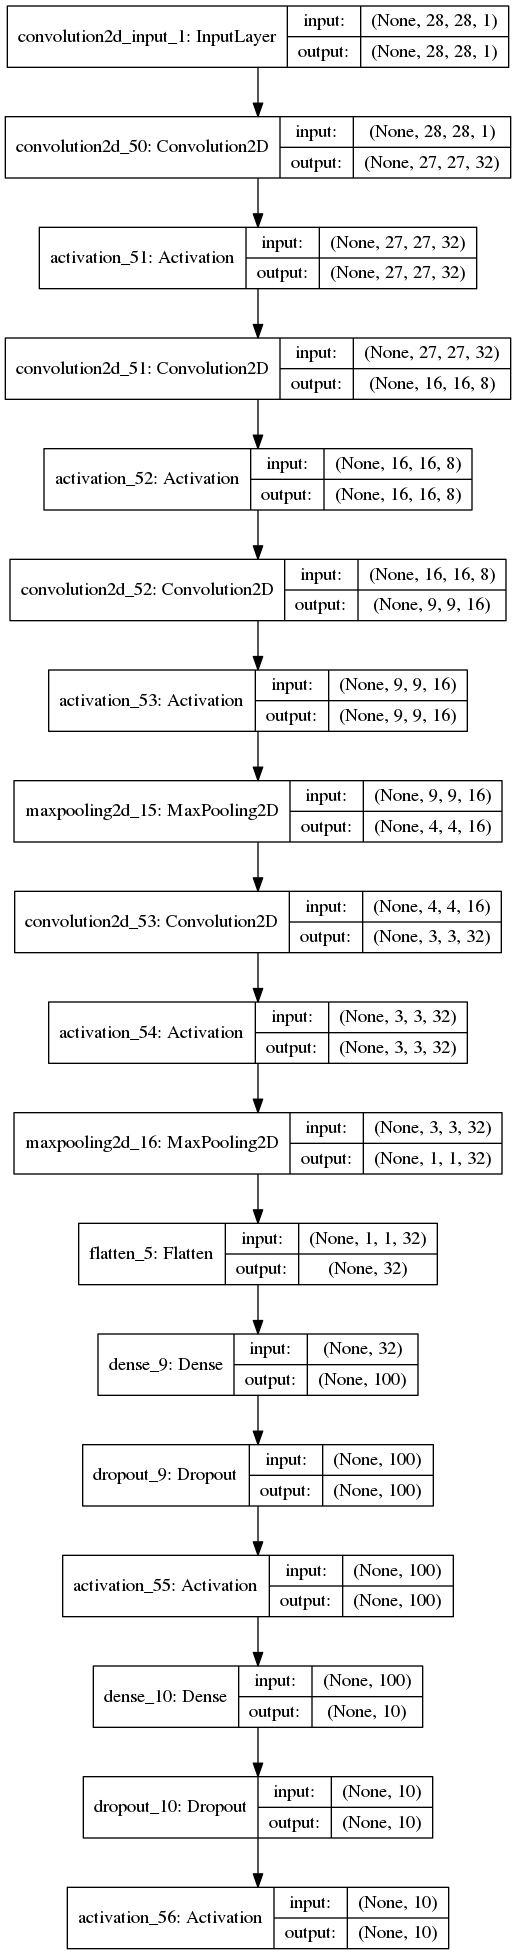 convolution2d_input_1: InputLayer
input: (None, 28, 28, 1)
output: (None, 28, 28, 1)
convolution2d_50: Convolution2D
input: (None, 28, 28, 1)
output: (None, 27, 27, 32)
activation_51: Activation
input: (None, 27, 27, 32)
output: (None, 27, 27, 32)
convolution2d_51: Convolution2D
input: (None, 27, 27, 32)
output: (None, 16, 16, 8)
activation_52: Activation
input: (None, 16, 16, 8)
output: (None, 16, 16, 8)
convolution2d_52: Convolution2D
input: (None, 16, 16, 8)
output: (None, 9, 9, 16)
activation_53: Activation
input: (None, 9, 9, 16)
output: (None, 9, 9, 16)
maxpooling2d_15: MaxPooling2D
input: (None, 9, 9, 16)
output: (None, 4, 4, 16)
convolution2d_53: Convolution2D
input: (None, 4, 4, 16)
output: (None, 3, 3, 32)
activation_54: Activation
input: (None, 3, 3, 32)
output: (None, 3, 3, 32)
maxpooling2d_16: MaxPooling2D
input: (None, 3, 3, 32)
output: (None, 1, 1, 32)
flatten_5: Flatten
input: (None, 1, 1, 32)
output: (None, 32)
dense_9: Dense
input: (None, 32)
output: (None, 100)
dropout_9: Dropout
input: (None, 100)
output: (None, 100)
activation_55: Activation
input: (None, 100)
output: (None, 100)
dense_10: Dense
input: (None, 100)
output: (None, 10)
dropout_10: Dropout
input: (None, 10)
output: (None, 10)
activation_56: Activation
input: (None, 10)
output: (None, 10)